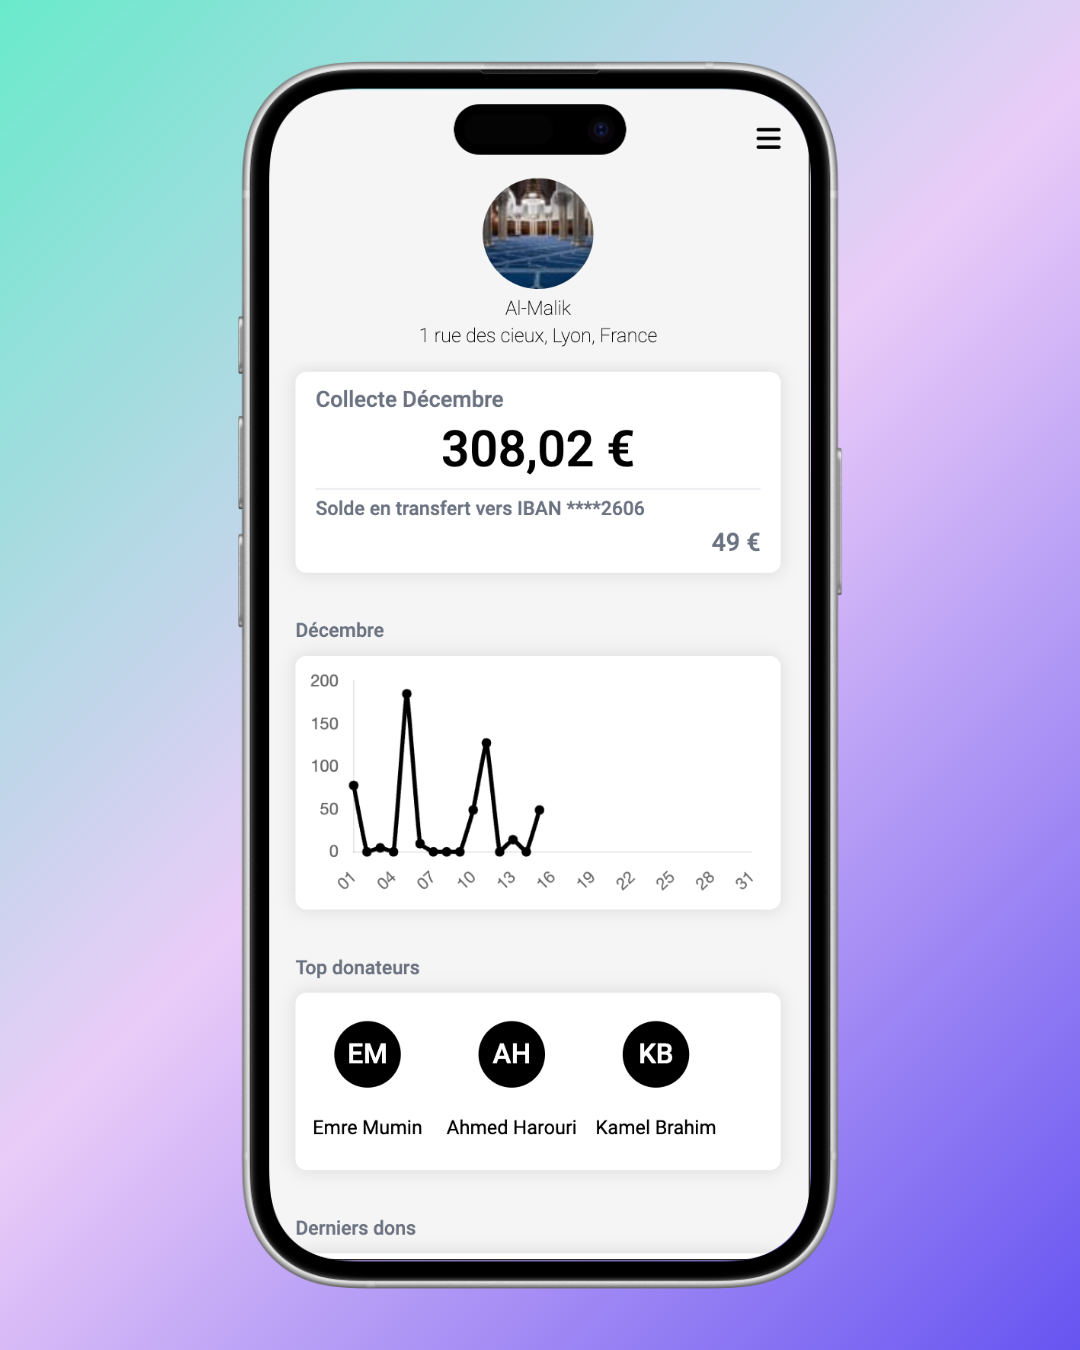 Al-Malik
1 rue des cieux, Lyon, France
Collecte Décembre
308,02 €
Solde en transfert vers IBAN ****2606
49 €
Décembre
200
150
100
50
0
01 04 07 10 13 16 19 22 25 28 31
Top donateurs
EM AH KB
Emre Mumin Ahmed Harouri Kamel Brahim
Derniers dons